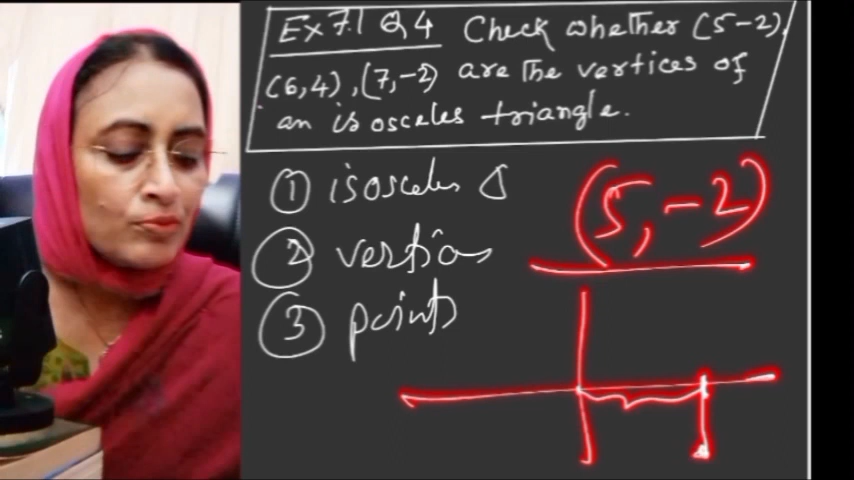 Ex 7.1 Q4 Check whether (5-2),
(6,4), (7,-2) are the vertices of
an isosceles triangle.
① isosceles Δ
(5,-2)
② vertices
③ points